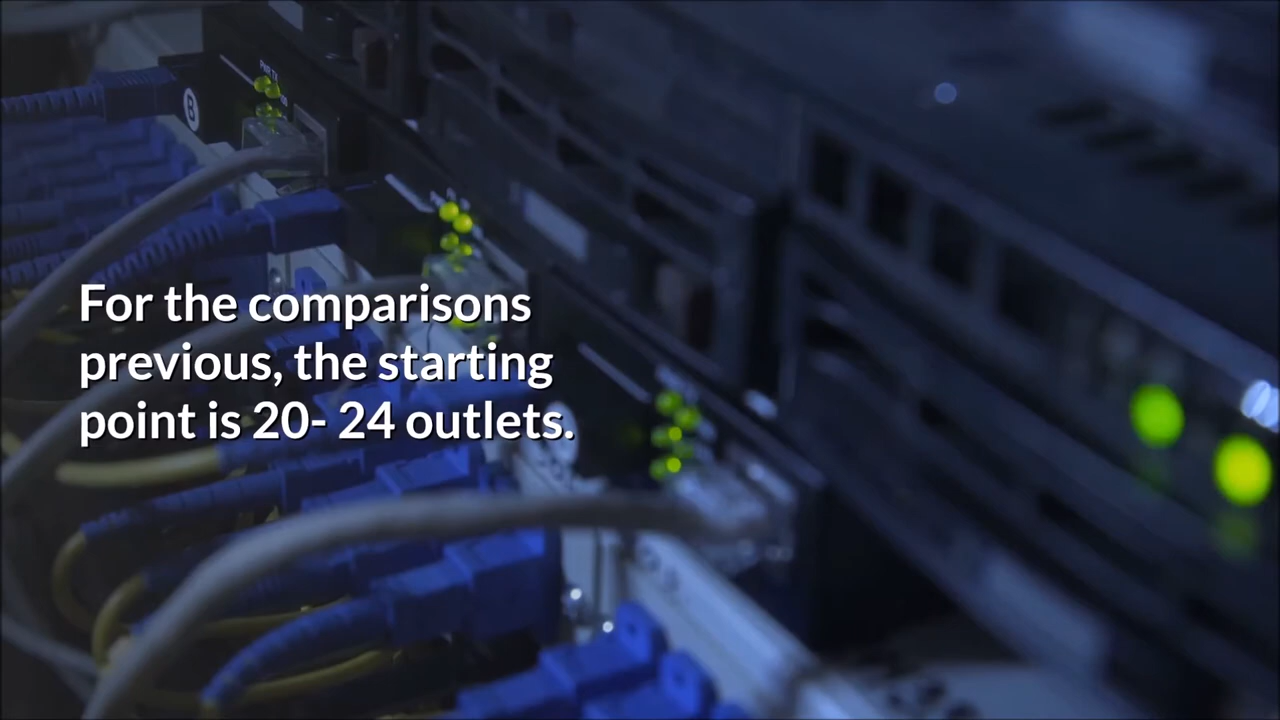 B
For the comparisons
previous, the starting
point is 20- 24 outlets.